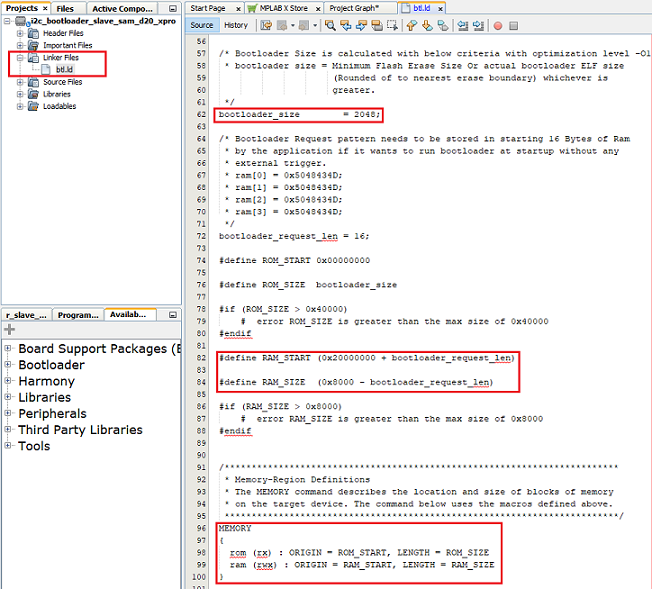 Projects × Files Active Compo...
i2c_bootloader_slave_sam_d20_xpro
Header Files
Important Files
Linker Files
btl.ld
Source Files
Libraries
Loadables
r_slave_... Program... Availab...
Board Support Packages (B
Bootloader
Harmony
Libraries
Peripherals
Third Party Libraries
Tools
Start Page × MPLAB X Store × Project Graph* × btl.ld ×
Source History
56
57 /* Bootloader Size is calculated with below criteria with optimization level -O1
58 * bootloader size = Minimum Flash Erase Size Or actual bootloader ELF size
59 (Rounded of to nearest erase boundary) whichever is
60 greater.
61 */
62 bootloader_size = 2048;
63
64 /* Bootloader Request pattern needs to be stored in starting 16 Bytes of Ram
65 * by the application if it wants to run bootloader at startup without any
66 * external trigger.
67 * ram[0] = 0x5048434D;
68 * ram[1] = 0x5048434D;
69 * ram[2] = 0x5048434D;
70 * ram[3] = 0x5048434D;
71 */
72 bootloader_request_len = 16;
73
74 #define ROM_START 0x00000000
75
76 #define ROM_SIZE bootloader_size
77
78 #if (ROM_SIZE > 0x40000)
79 # error ROM_SIZE is greater than the max size of 0x40000
80 #endif
81
82 #define RAM_START (0x20000000 + bootloader_request_len)
83
84 #define RAM_SIZE (0x8000 - bootloader_request_len)
85
86 #if (RAM_SIZE > 0x8000)
87 # error RAM_SIZE is greater than the max size of 0x8000
88 #endif
89
90
91 /*************************************************************************
92 * Memory-Region Definitions
93 * The MEMORY command describes the location and size of blocks of memory
94 * on the target device. The command below uses the macros defined above.
95 *************************************************************************/
96 MEMORY
97 {
98 rom (rx) : ORIGIN = ROM_START, LENGTH = ROM_SIZE
99 ram (rwx) : ORIGIN = RAM_START, LENGTH = RAM_SIZE
100 }